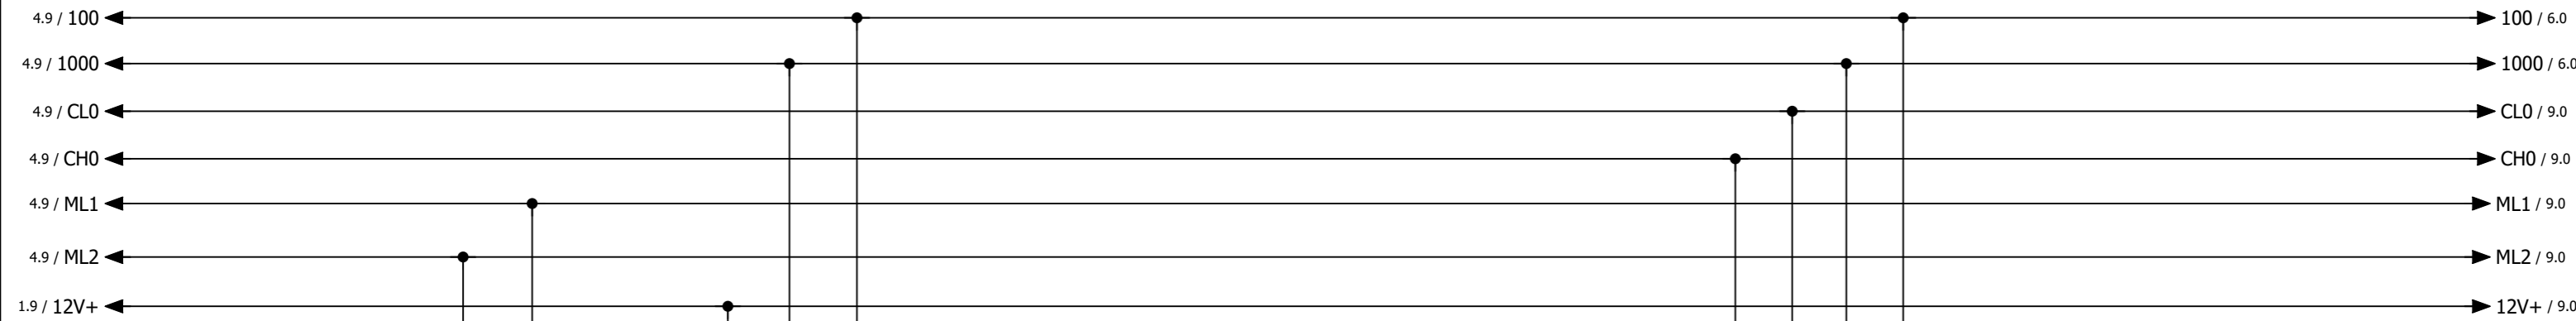 4.9 / 100 100 / 6.0
4.9 / 1000 1000 / 6.0
4.9 / CL0 CL0 / 9.0
4.9 / CH0 CH0 / 9.0
4.9 / ML1 ML1 / 9.0
4.9 / ML2 ML2 / 9.0
1.9 / 12V+ 12V+ / 9.0